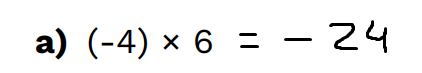 a) (-4) × 6 = - 24